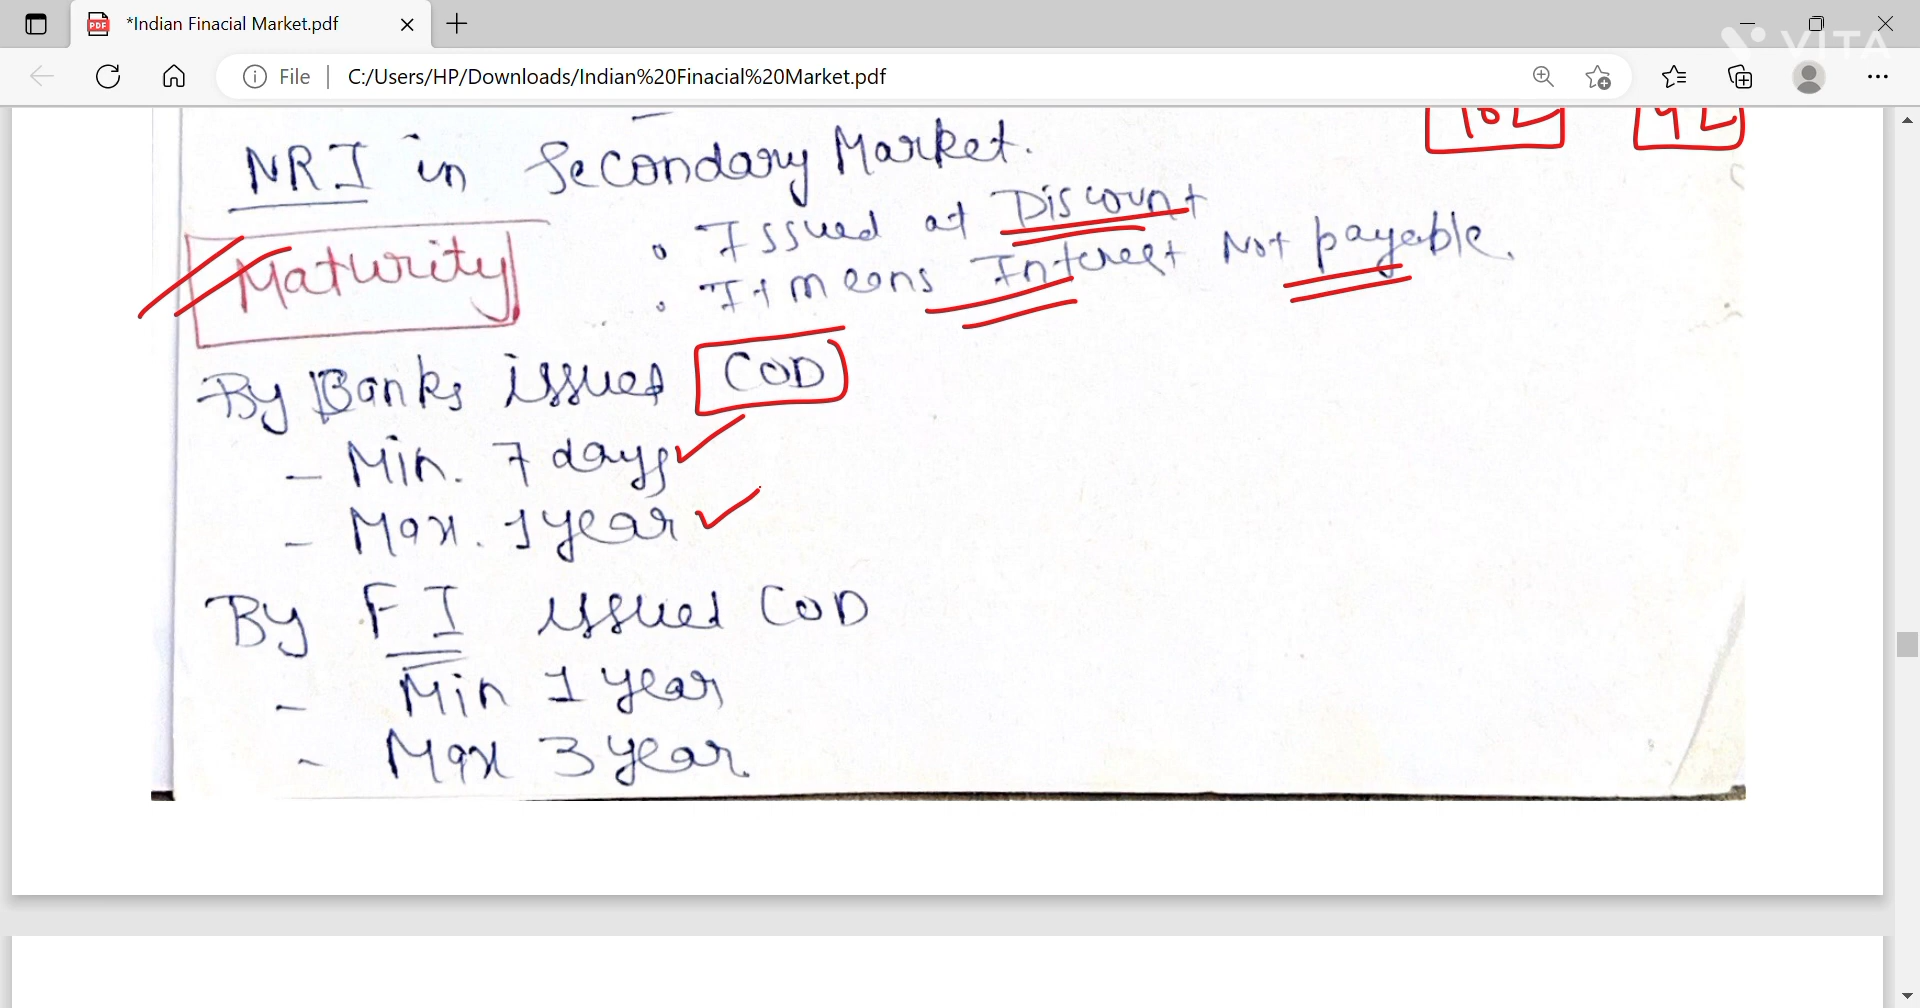 *Indian Finacial Market.pdf
VITA
File
C:/Users/HP/Downloads/Indian%20Finacial%20Market.pdf
NRI in Secondary Market.
• Issued at Discount
• It means Interest Not payable.
Maturity
By Banks issued COD
- Min. 7 days
- Max. 1 year
By FI issued COD
- Min 1 year
- Max 3 year.